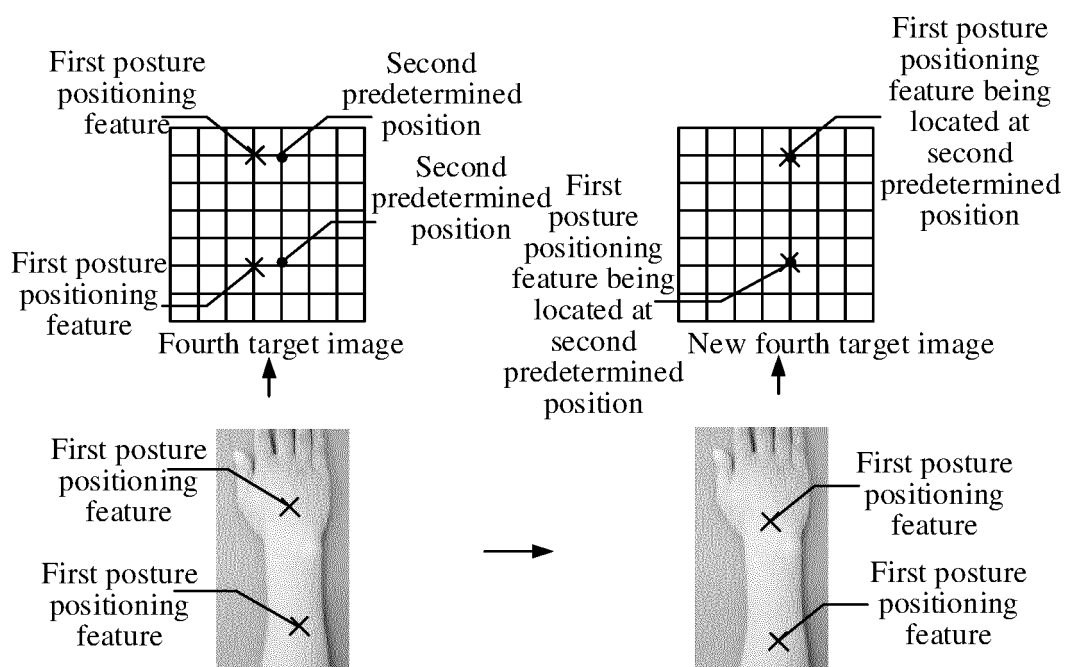 First posture
positioning
feature
Second
predetermined
position
Second
predetermined
position
First posture
positioning
feature
Fourth target image
First posture
positioning
feature being
located at
second
predetermined
position
First
posture
positioning
feature being
located at
second
predetermined
position
New fourth target image
First posture
positioning
feature
First posture
positioning
feature
First posture
positioning
feature
First posture
positioning
feature